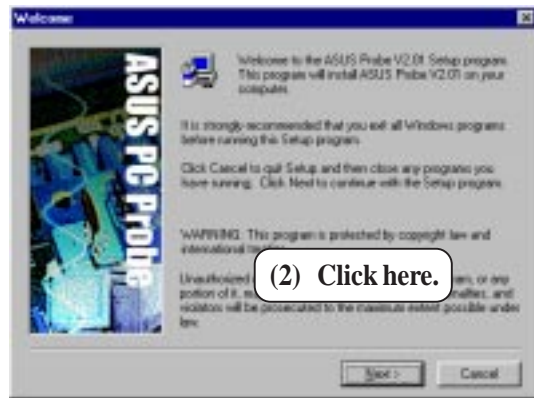 Welcome
ASUS PC Probe
Welcome to the ASUS Probe V2.01 Setup program.
This program will install ASUS Probe V2.01 on your
computer.
It is strongly recommended that you exit all Windows programs
before running this Setup program.
Click Cancel to quit Setup and then close any programs you
have running. Click Next to continue with the Setup program.
WARNING: This program is protected by copyright law and
international
(2) Click here.
Unauthorized or any
portion of it, and
violators will be prosecuted to the maximum extent possible under
law.
Next >
Cancel